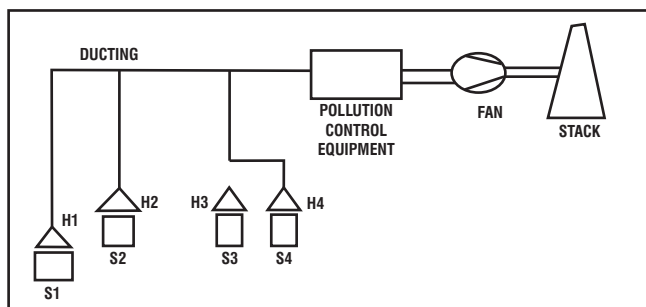 DUCTING
POLLUTION
CONTROL
EQUIPMENT
FAN
STACK
H1
H2
H3
H4
S1
S2
S3
S4